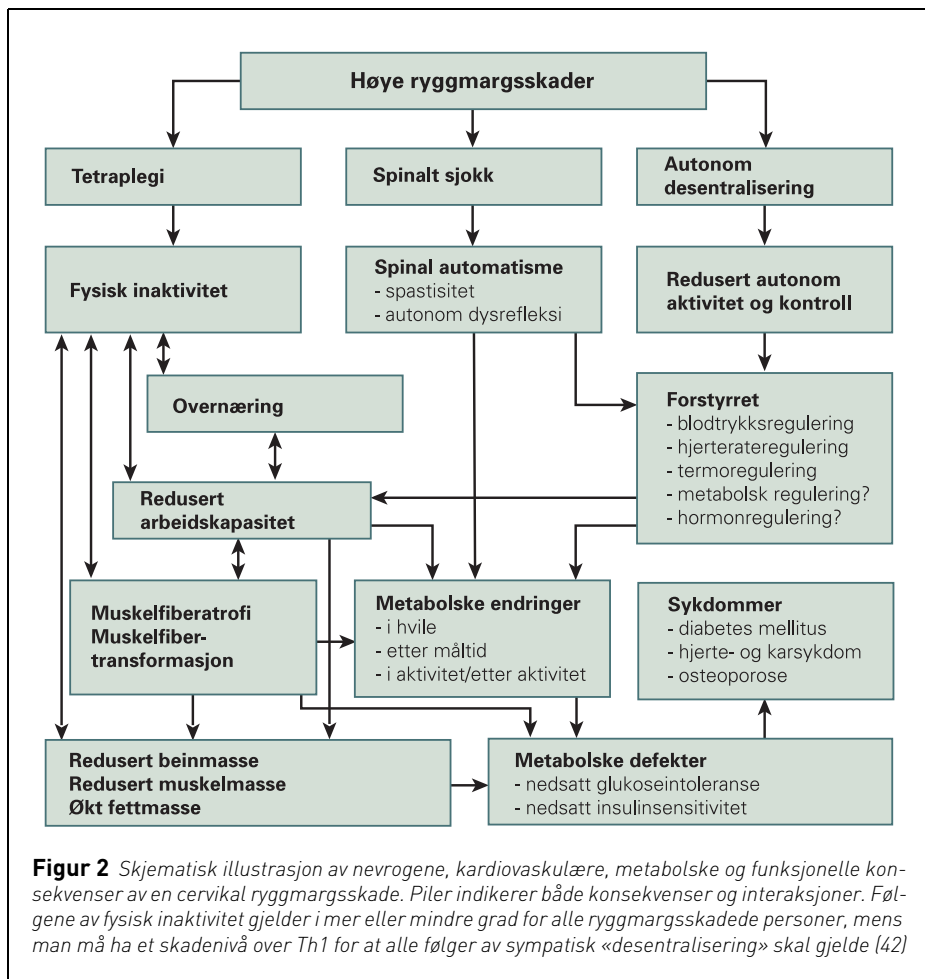 Høye ryggmargsskader
Tetraplegi
Spinalt sjokk
Autonom
desentralisering
Fysisk inaktivitet
Spinal automatisme
- spastisitet
- autonom dysrefleksi
Redusert autonom
aktivitet og kontroll
Overnæring
Forstyrret
- blodtrykksregulering
- hjerterateregulering
- termoregulering
- metabolsk regulering?
- hormonregulering?
Redusert
arbeidskapasitet
Muskelfiberatrofi
Muskelfiber-
transformasjon
Metabolske endringer
- i hvile
- etter måltid
- i aktivitet/etter aktivitet
Sykdommer
- diabetes mellitus
- hjerte- og karsykdom
- osteoporose
Redusert beinmasse
Redusert muskelmasse
Økt fettmasse
Metabolske defekter
- nedsatt glukoseintoleranse
- nedsatt insulinsensitivitet
Figur 2 Skjematisk illustrasjon av nevrogene, kardiovaskulære, metabolske og funksjonelle kon-
sekvenser av en cervikal ryggmargsskade. Piler indikerer både konsekvenser og interaksjoner. Føl-
gene av fysisk inaktivitet gjelder i mer eller mindre grad for alle ryggmargsskadede personer, mens
man må ha et skadenivå over Th1 for at alle følger av sympatisk «desentralisering» skal gjelde (42)